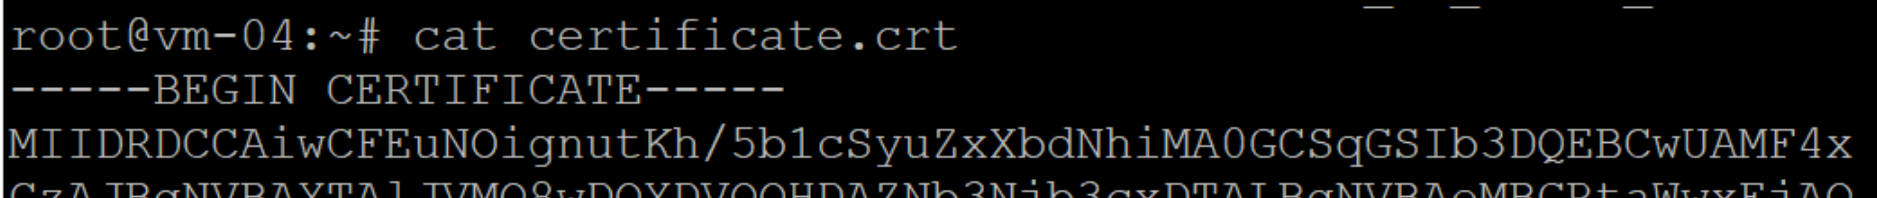 root@vm-04:~# cat certificate.crt
-----BEGIN CERTIFICATE-----
MIIDRDCCAiwCFEuNOignutKh/5b1cSyuZxXbdNhiMA0GCSqGSIb3DQEBCwUAMF4x